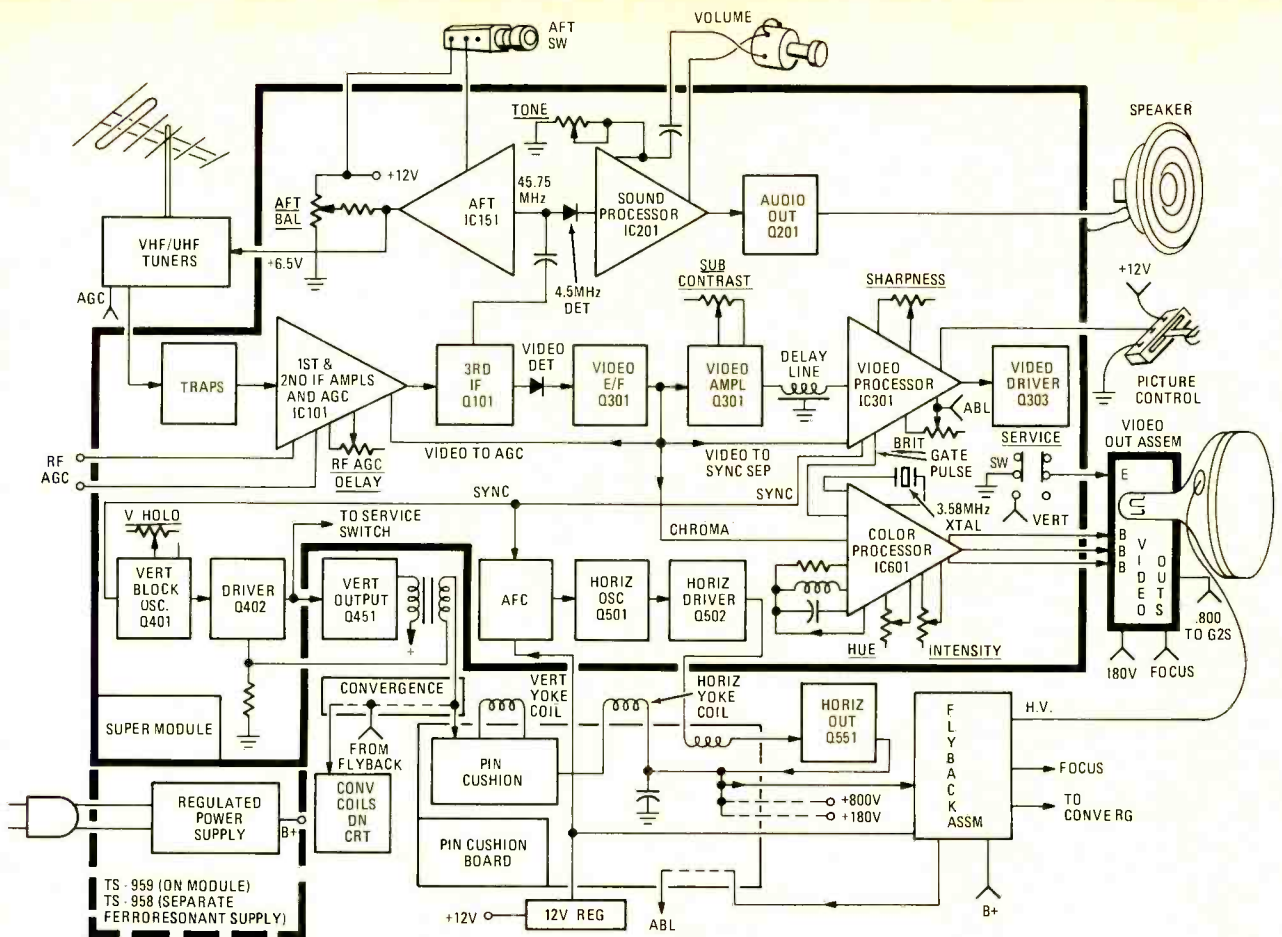 AFT
SW
VOLUME
TONE
SPEAKER
+12V
AFT
BAL
45.75
MHz
AFT
IC151
SOUND
PROCESSOR
IC201
AUDIO
OUT
Q201
VHF/UHF
TUNERS
+6.5V
4.5MHz
DET
SUB
CONTRAST
SHARPNESS
+12V
AGC
TRAPS
1ST &
2ND IF AMPLS
AND AGC
IC101
3RD
IF
Q101
VIDEO
DET
VIDEO
E/F
Q301
VIDEO
AMPL
Q301
DELAY
LINE
VIDEO
PROCESSOR
IC301
VIDEO
DRIVER
Q303
PICTURE
CONTROL
ABL
RF
AGC
RF AGC
DELAY
VIDEO TO AGC
VIDEO TO
SYNC SEP
BRIT
GATE
PULSE
SERVICE
SW
VERT
VIDEO
OUT ASSEM
E
SYNC
SYNC
3.58MHz
XTAL
V HOLO
TO SERVICE
SWITCH
CHROMA
COLOR
PROCESSOR
IC601
B
B
B
VIDEO
OUTS
VERT
BLOCK
OSC.
Q401
DRIVER
Q402
VERT
OUTPUT
Q451
+
AFC
HORIZ
OSC
Q501
HORIZ
DRIVER
Q502
HUE
INTENSITY
.800
TO G2S
180V
FOCUS
SUPER MODULE
CONVERGENCE
VERT
YOKE
COIL
HORIZ
YOKE
COIL
HORIZ
OUT
Q551
FLYBACK
ASSM
H.V.
FROM
FLYBACK
PIN
CUSHION
FOCUS
TO
CONVERG
REGULATED
POWER
SUPPLY
B+
CONV
COILS
DN
CRT
+800V
+180V
PIN CUSHION
BOARD
TS-959 (ON MODULE)
TS-958 (SEPARATE
FERRORESONANT SUPPLY)
+12V
12V REG
ABL
B+